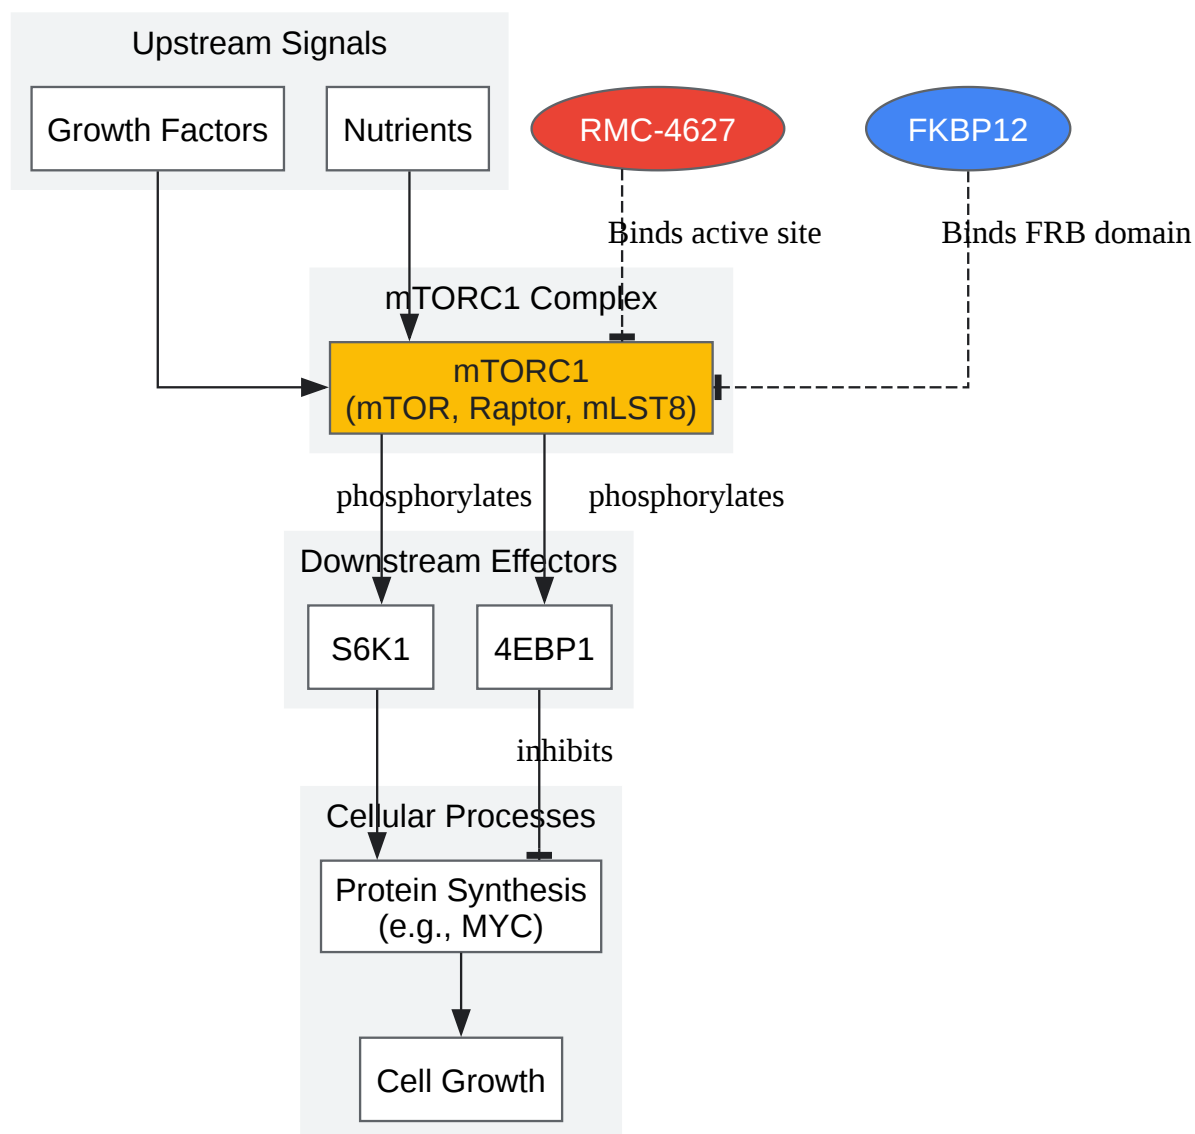 Upstream Signals
Growth Factors
Nutrients
RMC-4627
FKBP12
Binds active site
Binds FRB domain
mTORC1 Complex
mTORC1
(mTOR, Raptor, mLST8)
phosphorylates
phosphorylates
Downstream Effectors
S6K1
4EBP1
inhibits
Cellular Processes
Protein Synthesis
(e.g., MYC)
Cell Growth